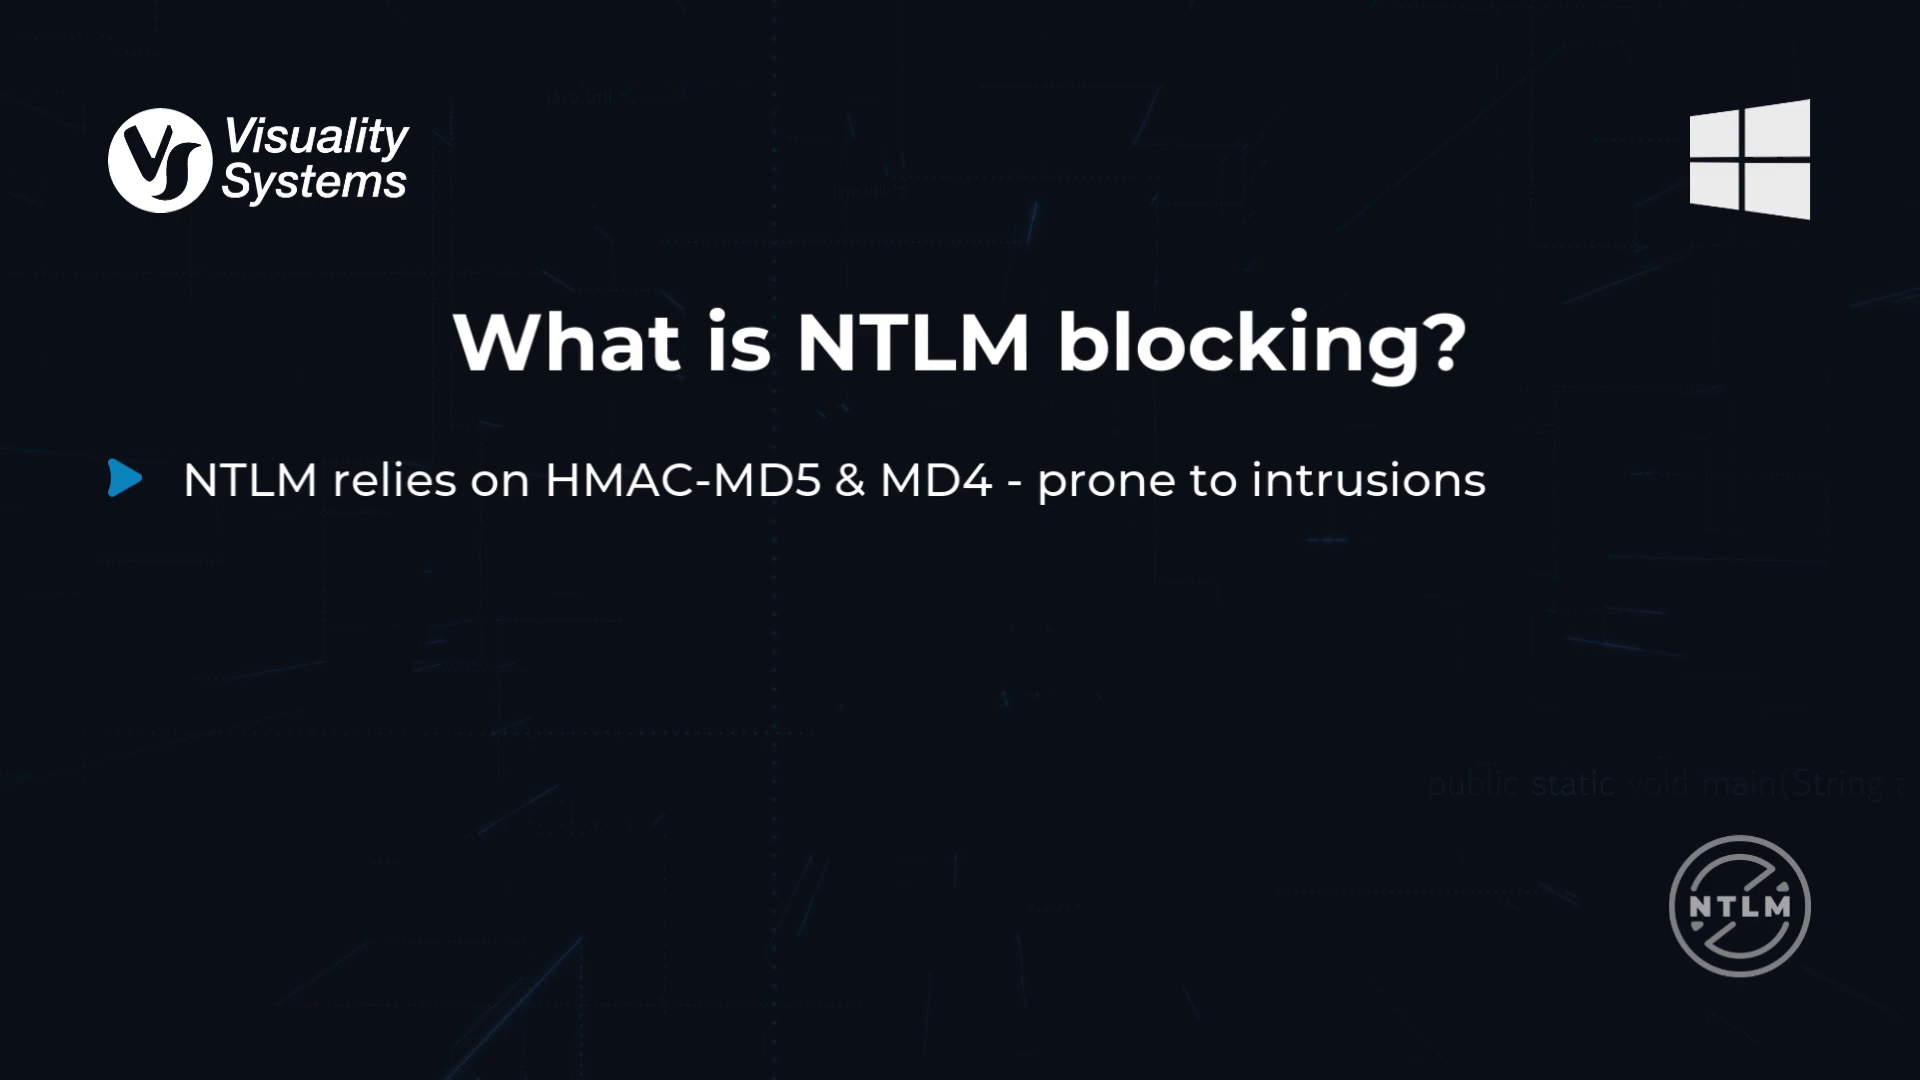 Visuality
Systems
What is NTLM blocking?
NTLM relies on HMAC-MD5 & MD4 - prone to intrusions
public static void main(String
NTLM